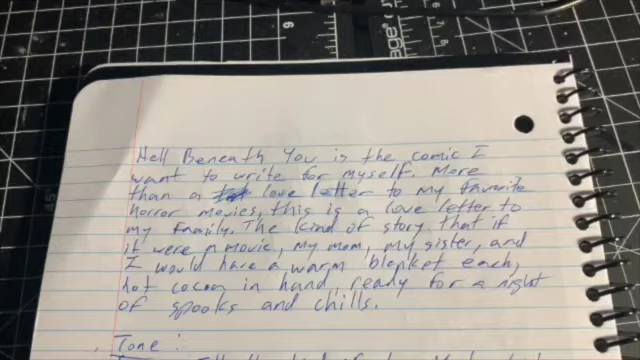 Hell Beneath You is the comic I
want to write for myself. More
than a love letter to my favorite
horror movies, this is a love letter to
my family. The kind of story that if
it were a movie, my mom, my sister, and
I would have a warm blanket each,
hot cocoa in hand, ready for a night
of spooks and chills.
Tone: